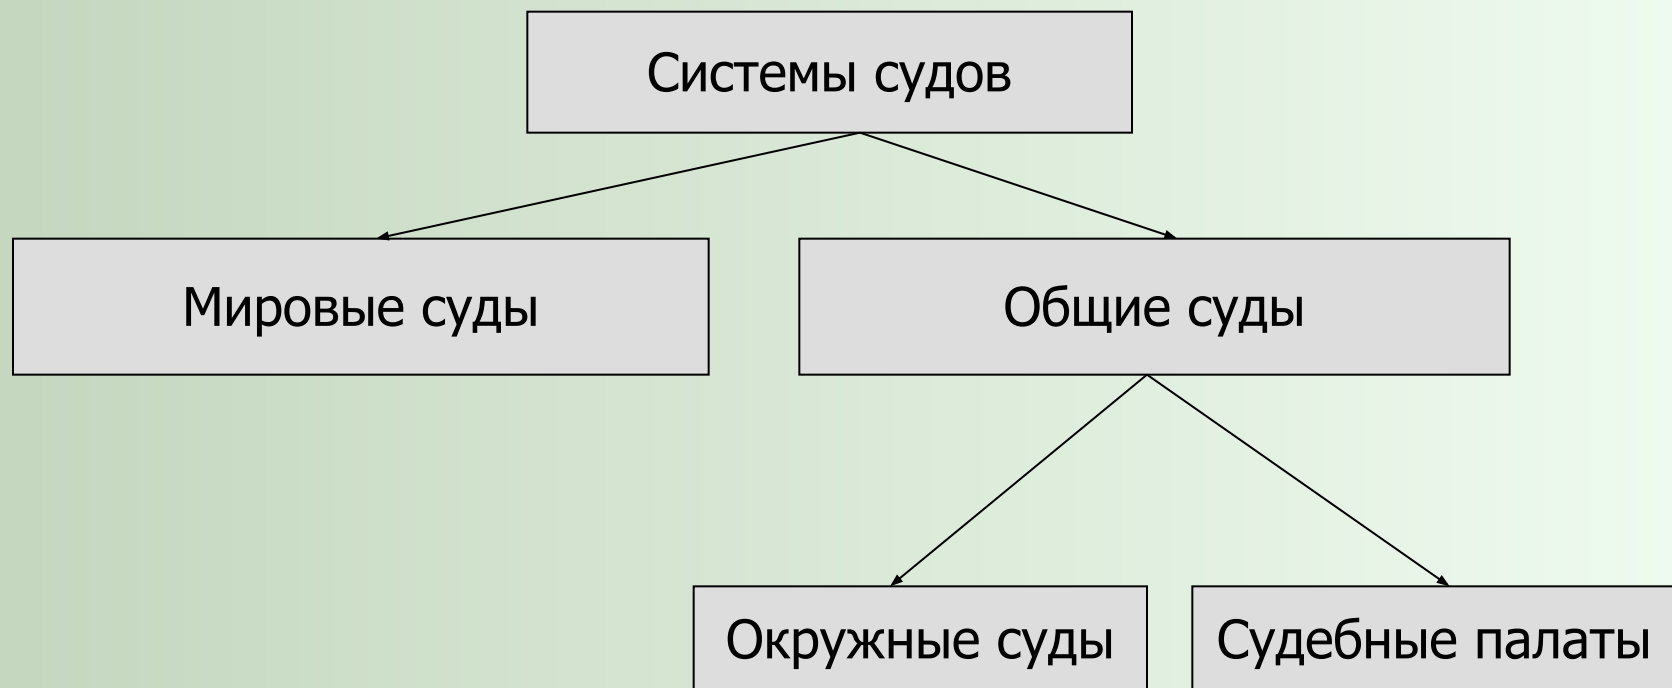 Системы судов
Мировые суды
Общие суды
Окружные суды
Судебные палаты